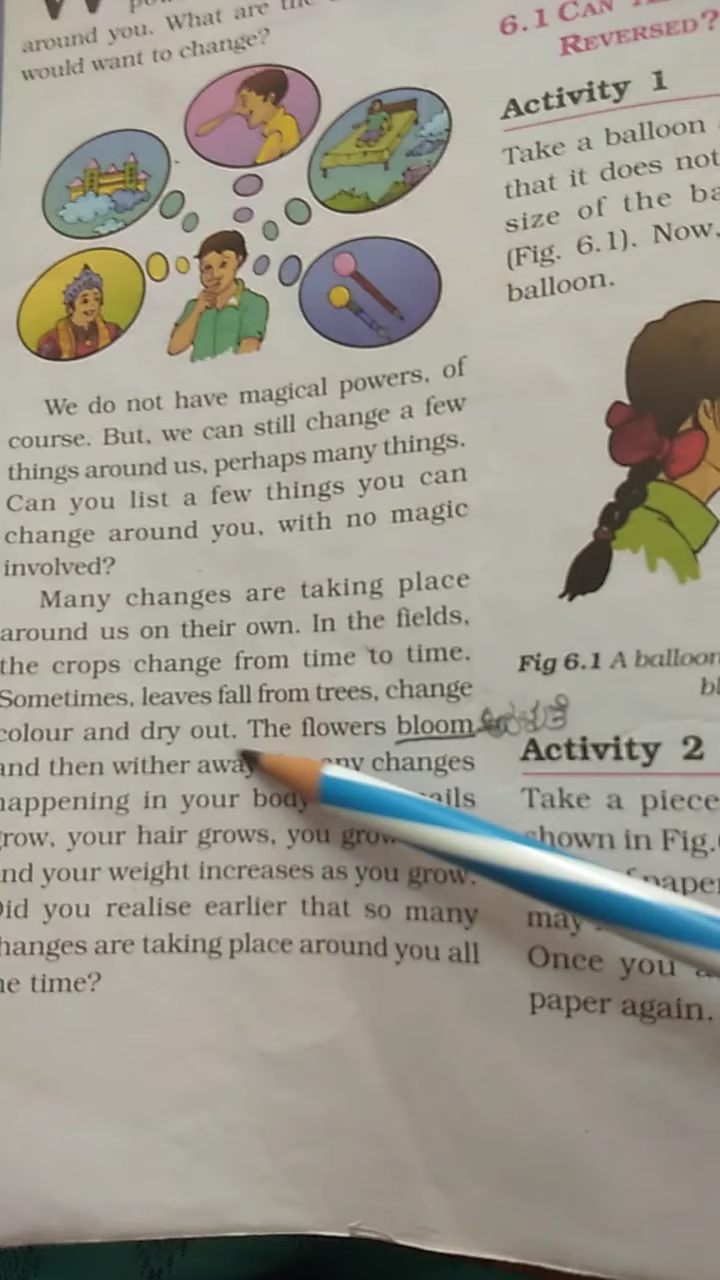 around you. What are the
would want to change?
We do not have magical powers, of
course. But, we can still change a few
things around us, perhaps many things.
Can you list a few things you can
change around you, with no magic
involved?
Many changes are taking place
around us on their own. In the fields,
the crops change from time to time.
Sometimes, leaves fall from trees, change
colour and dry out. The flowers bloom
and then wither away changes
happening in your body
grow, your hair grows, you grow
and your weight increases as you grow.
Did you realise earlier that so many
changes are taking place around you all
the time?
6.1 CAN
REVERSED?
Activity 1
Take a balloon
that it does not
size of the
(Fig. 6.1). Now,
balloon.
Fig 6.1 A balloon
Activity 2
Take a piece
shown in Fig.
paper
may
Once you
paper again.